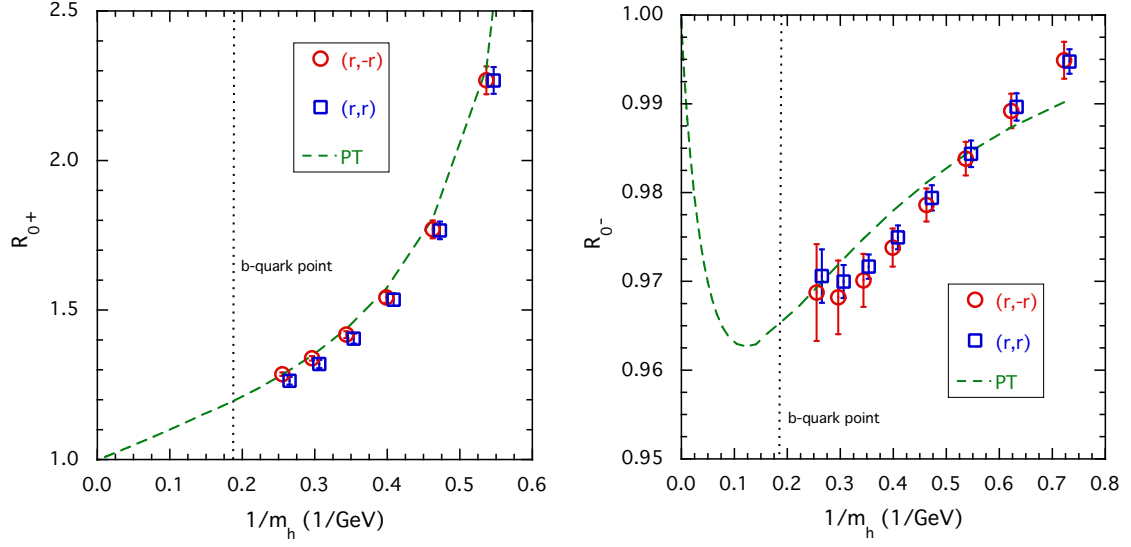 2.5
2.0
1.5
1.0
R0+
(r,-r)
(r,r)
PT
b-quark point
0.0 0.1 0.2 0.3 0.4 0.5 0.6
1/mh (1/GeV)
1.00
0.99
0.98
0.97
0.96
0.95
R0-
(r,-r)
(r,r)
PT
b-quark point
0.0 0.1 0.2 0.3 0.4 0.5 0.6 0.7 0.8
1/mh (1/GeV)